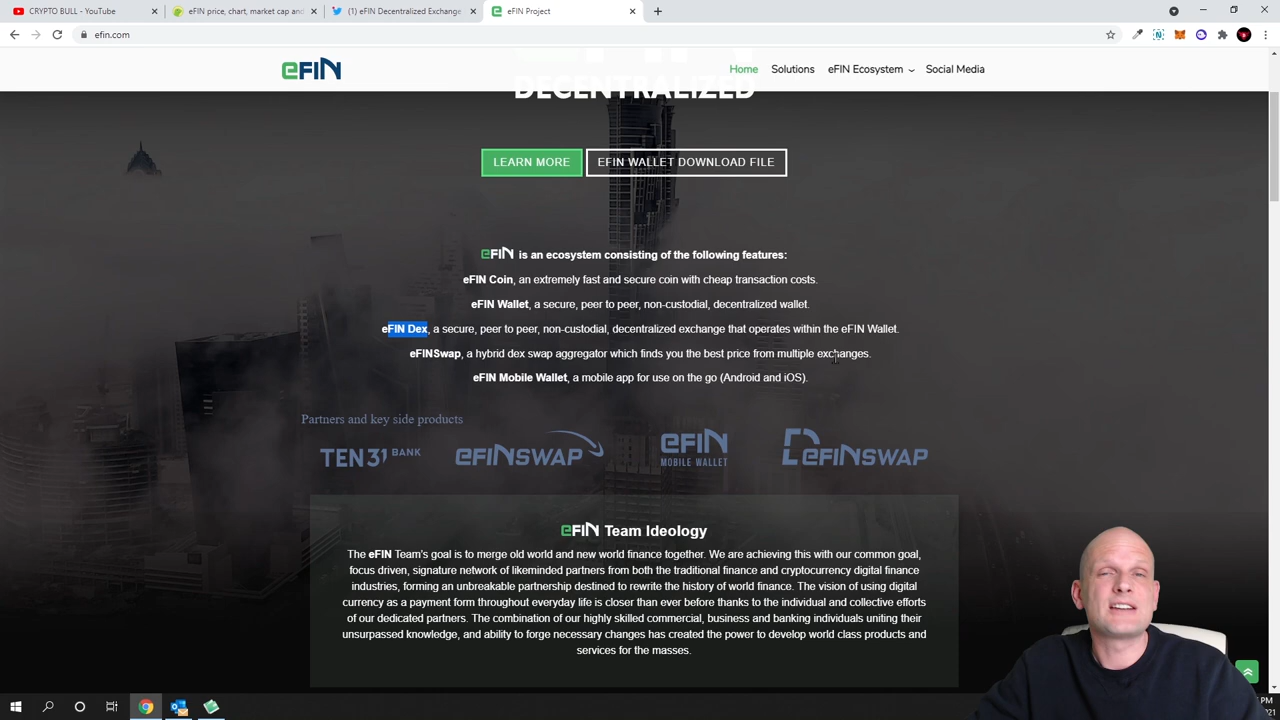 CRYPTO BULL - YouTube
eFIN price, chart, market cap and
(1) eFIN Decentralized Exchange
eFIN Project
efin.com
eFIN
Home
Solutions
eFIN Ecosystem
Social Media
DECENTRALIZED
LEARN MORE
EFIN WALLET DOWNLOAD FILE
eFIN is an ecosystem consisting of the following features:
eFIN Coin, an extremely fast and secure coin with cheap transaction costs.
eFIN Wallet, a secure, peer to peer, non-custodial, decentralized wallet.
eFIN Dex, a secure, peer to peer, non-custodial, decentralized exchange that operates within the eFIN Wallet.
eFINSwap, a hybrid dex swap aggregator which finds you the best price from multiple exchanges.
eFIN Mobile Wallet, a mobile app for use on the go (Android and iOS).
Partners and key side products
TEN31 BANK
eFINSWAP
eFIN
MOBILE WALLET
DeFINSWAP
eFIN Team Ideology
The eFIN Team's goal is to merge old world and new world finance together. We are achieving this with our common goal,
focus driven, signature network of likeminded partners from both the traditional finance and cryptocurrency digital finance
industries, forming an unbreakable partnership destined to rewrite the history of world finance. The vision of using digital
currency as a payment form throughout everyday life is closer than ever before thanks to the individual and collective efforts
of our dedicated partners. The combination of our highly skilled commercial, business and banking individuals uniting their
unsurpassed knowledge, and ability to forge necessary changes has created the power to develop world class products and
services for the masses.